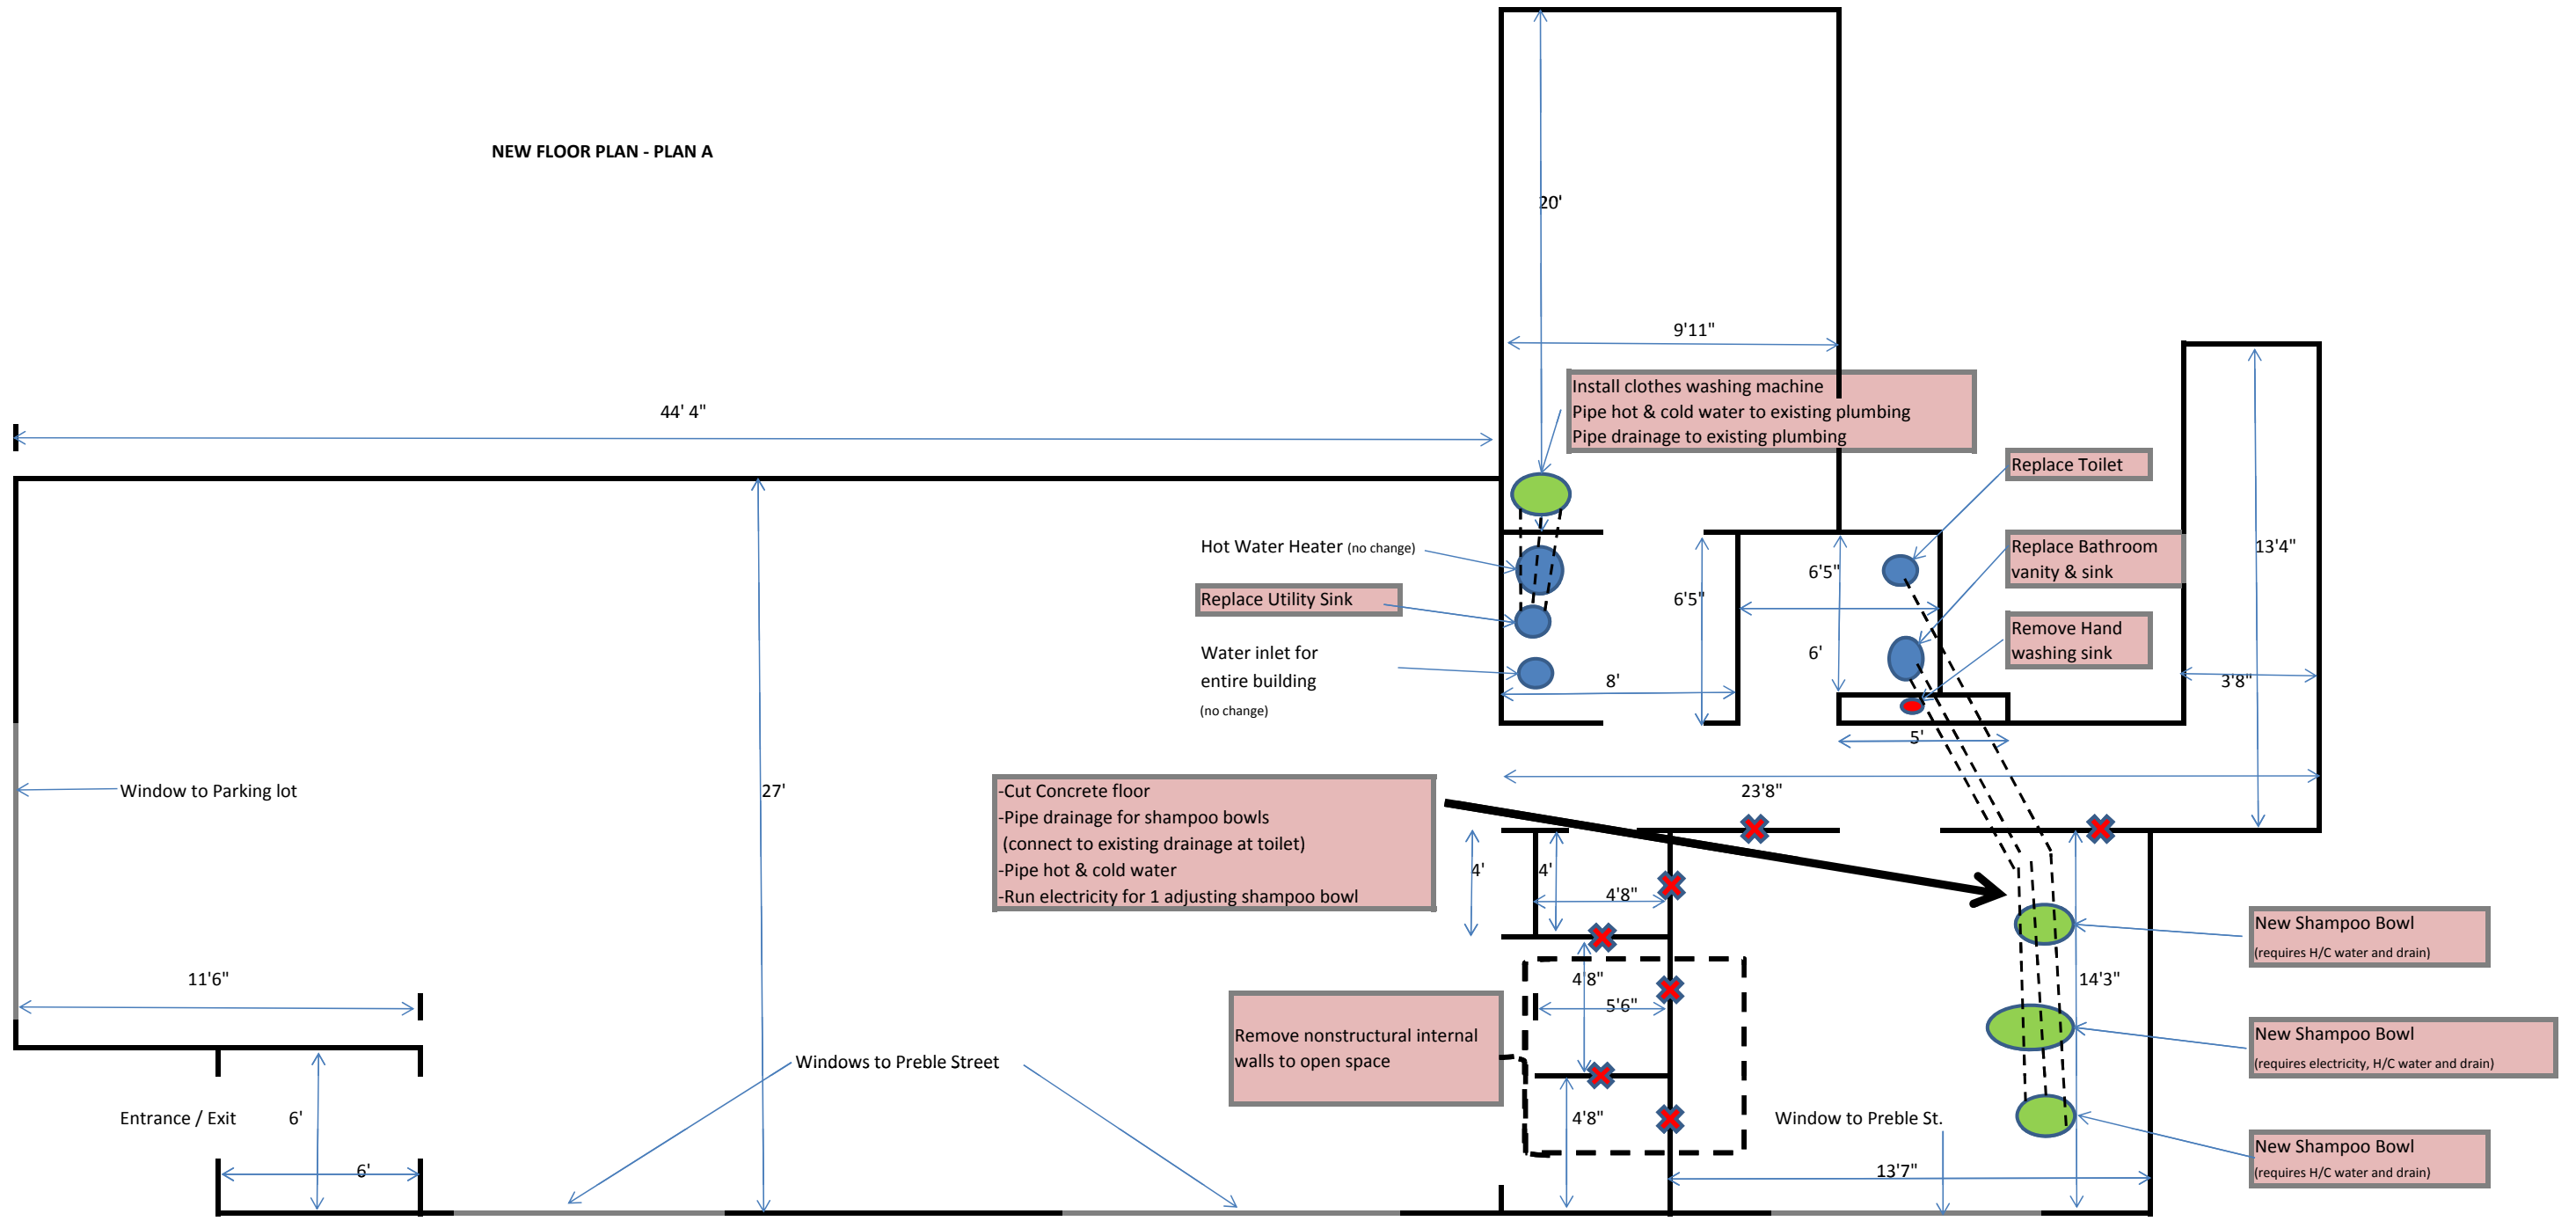 NEW FLOOR PLAN - PLAN A
20'
9'11"
Install clothes washing machine
Pipe hot & cold water to existing plumbing
Pipe drainage to existing plumbing
44' 4"
Replace Toilet
Hot Water Heater (no change)
Replace Bathroom
vanity & sink
13'4"
6'5"
6'5"
Replace Utility Sink
Remove Hand
washing sink
Water inlet for
entire building
(no change)
6'
8'
3'8"
5'
Window to Parking lot
27'
23'8"
-Cut Concrete floor
-Pipe drainage for shampoo bowls
(connect to existing drainage at toilet)
-Pipe hot & cold water
-Run electricity for 1 adjusting shampoo bowl
4'
4'
4'8"
New Shampoo Bowl
(requires H/C water and drain)
11'6"
4'8"
14'3"
5'6"
Remove nonstructural internal
walls to open space
New Shampoo Bowl
(requires electricity, H/C water and drain)
Windows to Preble Street
Entrance / Exit
6'
4'8"
Window to Preble St.
New Shampoo Bowl
(requires H/C water and drain)
6'
13'7"